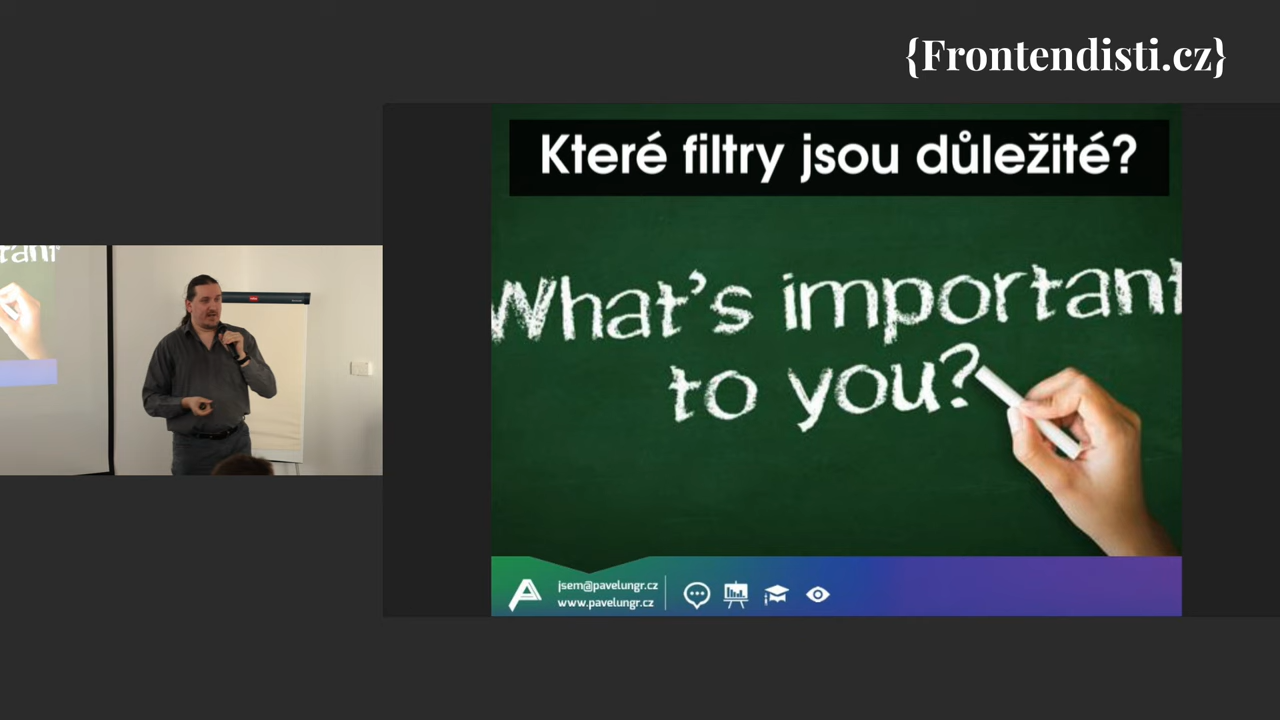 {Frontendisti.cz}
Které filtry jsou důležité?
What's important
to you?
jsem@pavelungr.cz
www.pavelungr.cz